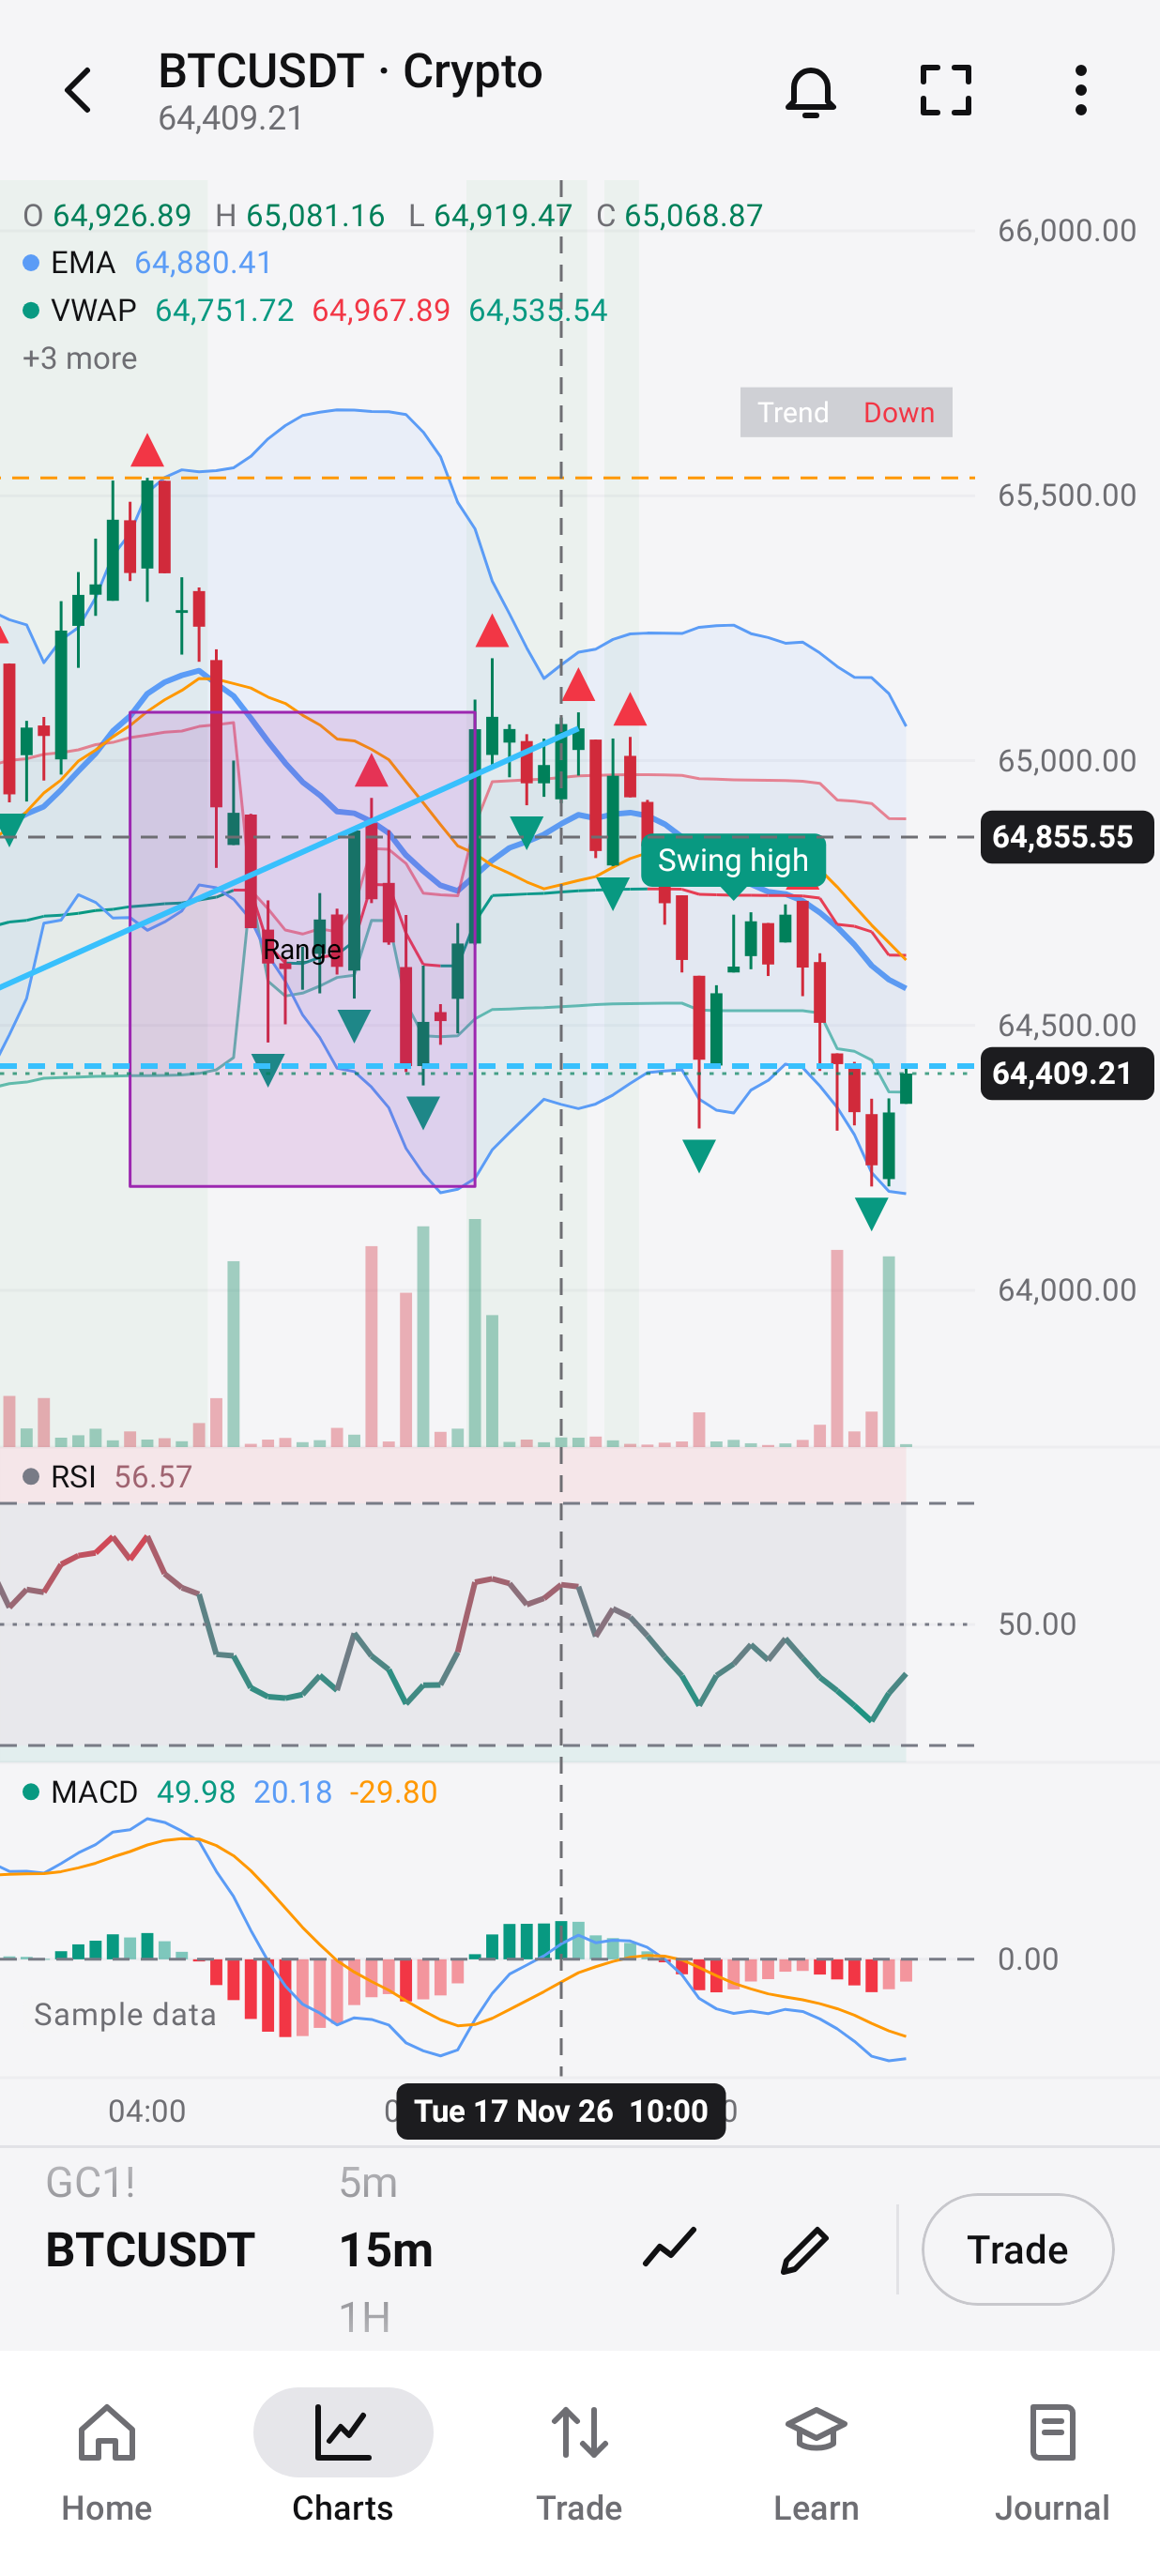 BTCUSDT · Crypto
64,409.21
O 64,926.89 H 65,081.16 L 64,919.47 C 65,068.87
EMA 64,880.41
VWAP 64,751.72 64,967.89 64,535.54
+3 more
66,000.00
Trend Down
65,500.00
65,000.00
64,855.55
Swing high
Range
64,500.00
64,409.21
64,000.00
RSI 56.57
50.00
MACD 49.98 20.18 -29.80
0.00
Sample data
04:00
Tue 17 Nov 26 10:00
GC1! 5m
BTCUSDT 15m
1H
Trade
Home Charts Trade Learn Journal